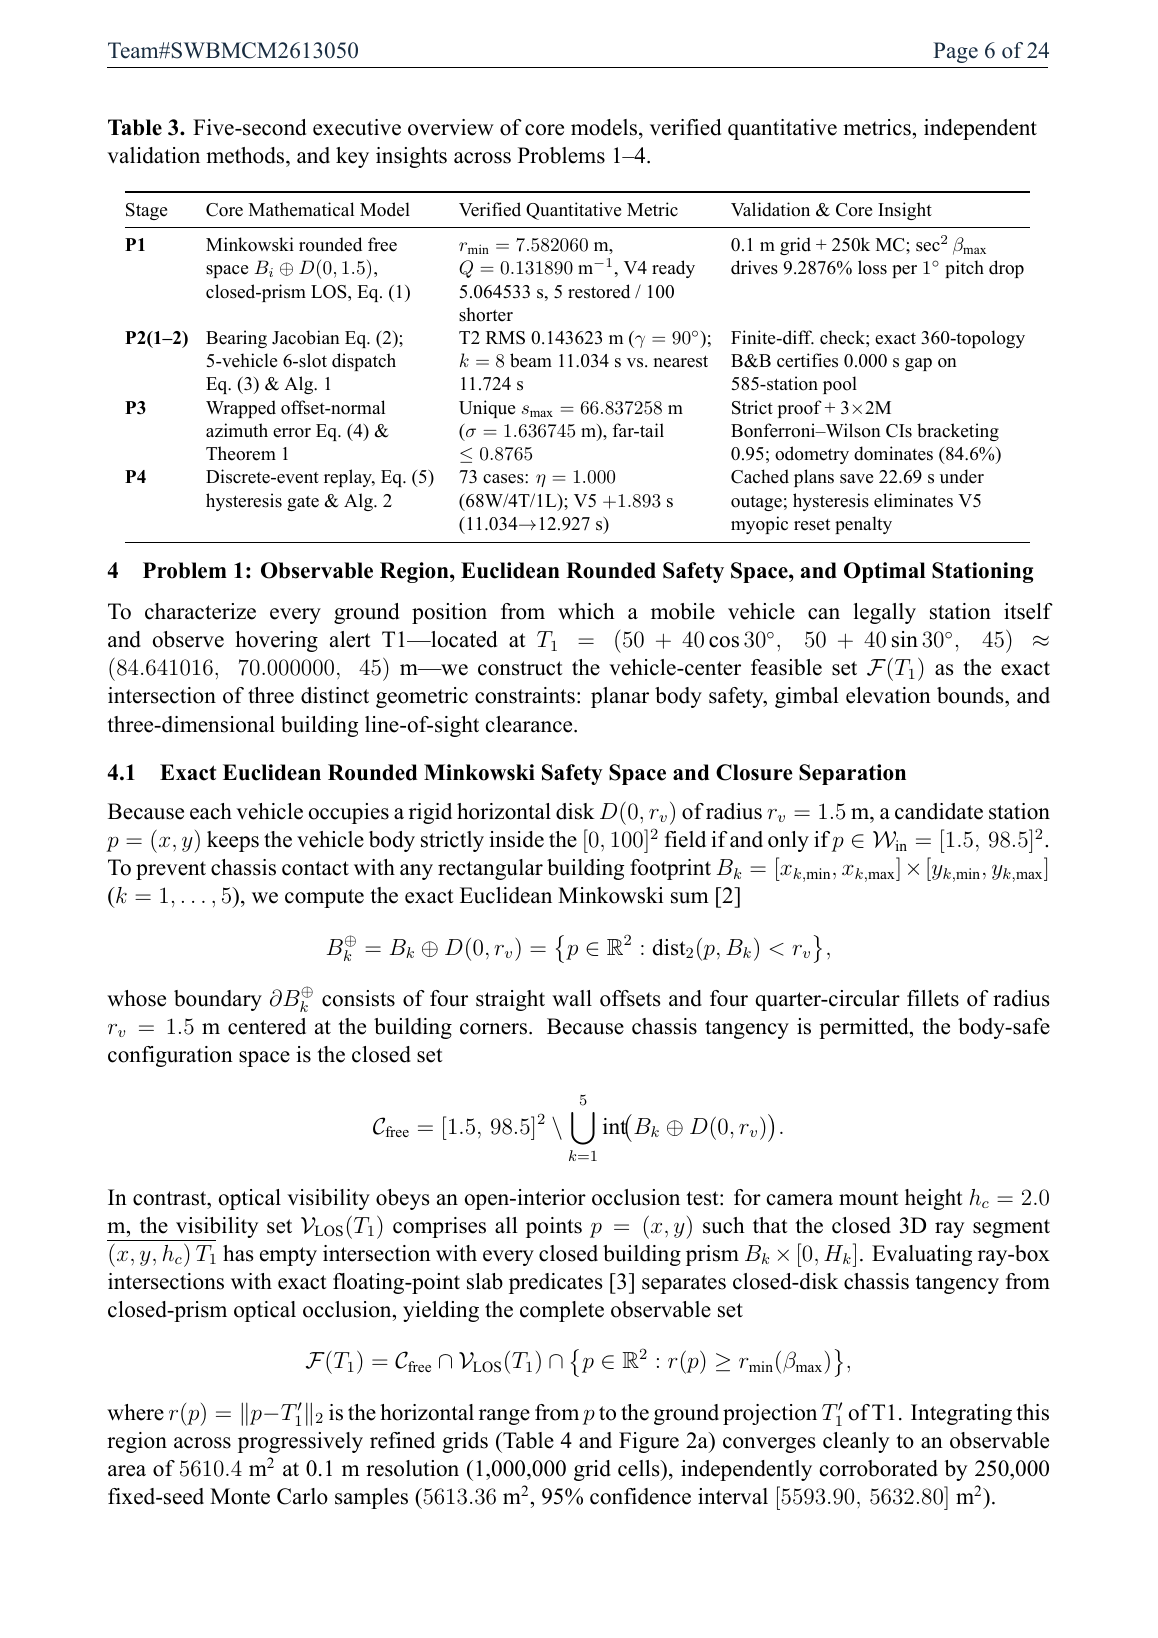 Team#SWBMCM2613050 Page 6 of 24
Table 3. Five-second executive overview of core models, verified quantitative metrics, independent
validation methods, and key insights across Problems 1–4.
Stage Core Mathematical Model Verified Quantitative Metric Validation & Core Insight
P1 Minkowski rounded free r_min = 7.582060 m, 0.1 m grid + 250k MC; sec² β_max
space B_i ⊕ D(0, 1.5), Q = 0.131890 m⁻¹, V4 ready drives 9.2876% loss per 1° pitch drop
closed-prism LOS, Eq. (1) 5.064533 s, 5 restored / 100
shorter
P2(1–2) Bearing Jacobian Eq. (2); T2 RMS 0.143623 m (γ = 90°); Finite-diff. check; exact 360-topology
5-vehicle 6-slot dispatch k = 8 beam 11.034 s vs. nearest B&B certifies 0.000 s gap on
Eq. (3) & Alg. 1 11.724 s 585-station pool
P3 Wrapped offset-normal Unique s_max = 66.837258 m Strict proof + 3×2M
azimuth error Eq. (4) & (σ = 1.636745 m), far-tail Bonferroni–Wilson CIs bracketing
Theorem 1 ≤ 0.8765 0.95; odometry dominates (84.6%)
P4 Discrete-event replay, Eq. (5) 73 cases: η = 1.000 Cached plans save 22.69 s under
hysteresis gate & Alg. 2 (68W/4T/1L); V5 +1.893 s outage; hysteresis eliminates V5
(11.034→12.927 s) myopic reset penalty
4 Problem 1: Observable Region, Euclidean Rounded Safety Space, and Optimal Stationing
To characterize every ground position from which a mobile vehicle can legally station itself
and observe hovering alert T1—located at T₁ = (50 + 40 cos 30°, 50 + 40 sin 30°, 45) ≈
(84.641016, 70.000000, 45) m—we construct the vehicle-center feasible set ℱ(T₁) as the exact
intersection of three distinct geometric constraints: planar body safety, gimbal elevation bounds, and
three-dimensional building line-of-sight clearance.
4.1 Exact Euclidean Rounded Minkowski Safety Space and Closure Separation
Because each vehicle occupies a rigid horizontal disk D(0, r_v) of radius r_v = 1.5 m, a candidate station
p = (x, y) keeps the vehicle body strictly inside the [0, 100]² field if and only if p ∈ 𝒲_in = [1.5, 98.5]².
To prevent chassis contact with any rectangular building footprint B_k = [x_k,min, x_k,max] × [y_k,min, y_k,max]
(k = 1, . . . , 5), we compute the exact Euclidean Minkowski sum [2]
B_k^⊕ = B_k ⊕ D(0, r_v) = {p ∈ ℝ² : dist₂(p, B_k) < r_v},
whose boundary ∂B_k^⊕ consists of four straight wall offsets and four quarter-circular fillets of radius
r_v = 1.5 m centered at the building corners. Because chassis tangency is permitted, the body-safe
configuration space is the closed set
𝒞_free = [1.5, 98.5]² \ ⋃_{k=1}^{5} int(B_k ⊕ D(0, r_v)).
In contrast, optical visibility obeys an open-interior occlusion test: for camera mount height h_c = 2.0
m, the visibility set 𝒱_LOS(T₁) comprises all points p = (x, y) such that the closed 3D ray segment
(x, y, h_c) T₁ has empty intersection with every closed building prism B_k × [0, H_k]. Evaluating ray-box
intersections with exact floating-point slab predicates [3] separates closed-disk chassis tangency from
closed-prism optical occlusion, yielding the complete observable set
ℱ(T₁) = 𝒞_free ∩ 𝒱_LOS(T₁) ∩ {p ∈ ℝ² : r(p) ≥ r_min(β_max)},
where r(p) = ‖p−T₁′‖₂ is the horizontal range from p to the ground projection T₁′ of T1. Integrating this
region across progressively refined grids (Table 4 and Figure 2a) converges cleanly to an observable
area of 5610.4 m² at 0.1 m resolution (1,000,000 grid cells), independently corroborated by 250,000
fixed-seed Monte Carlo samples (5613.36 m², 95% confidence interval [5593.90, 5632.80] m²).